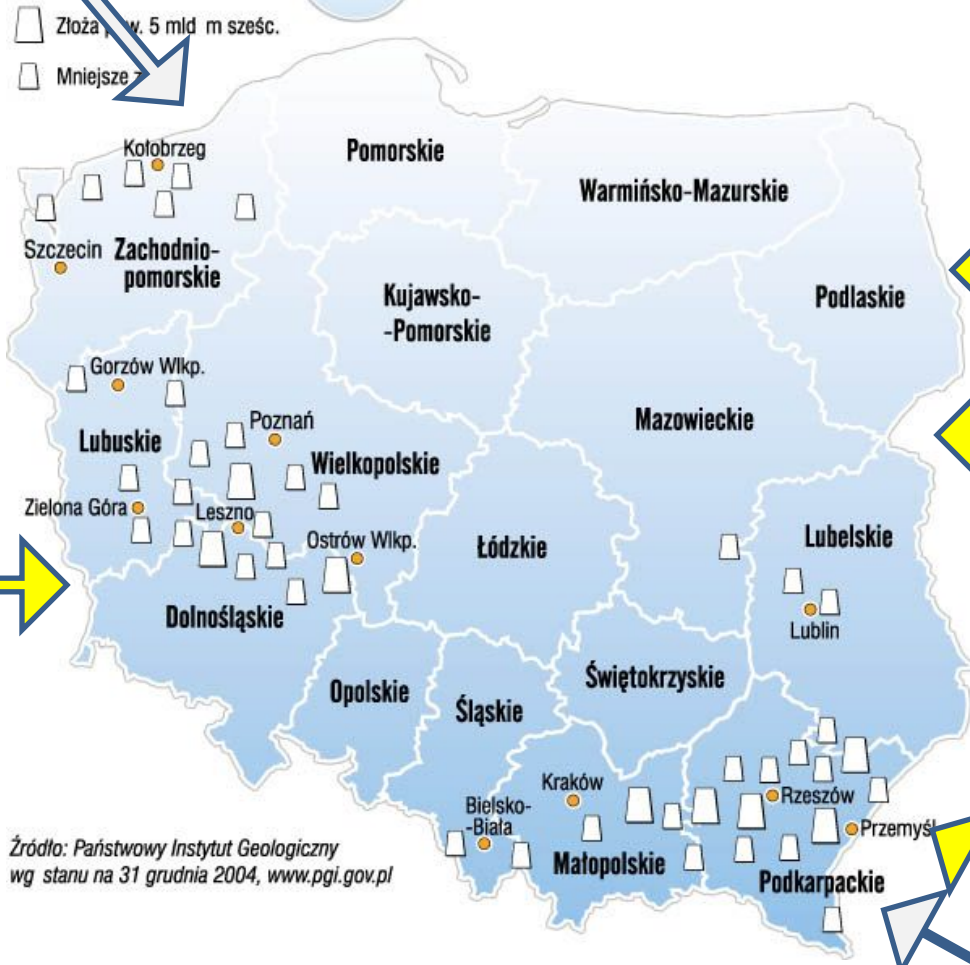 Złoża 5 mld m sześc.
Mniejsze
Kołobrzeg
Pomorskie
Warmińsko-Mazurskie
Szczecin
Zachodnio-
pomorskie
Kujawsko-
-Pomorskie
Podlaskie
Gorzów Wlkp.
Poznań
Mazowieckie
Lubuskie
Wielkopolskie
Zielona Góra
Leszno
Ostrów Wlkp.
Łódzkie
Lubelskie
Dolnośląskie
Lublin
Opolskie
Śląskie
Świętokrzyskie
Kraków
Rzeszów
Bielsko-
-Biała
Przemyśl
Małopolskie
Podkarpackie
Źródło: Państwowy Instytut Geologiczny
wg stanu na 31 grudnia 2004, www.pgi.gov.pl